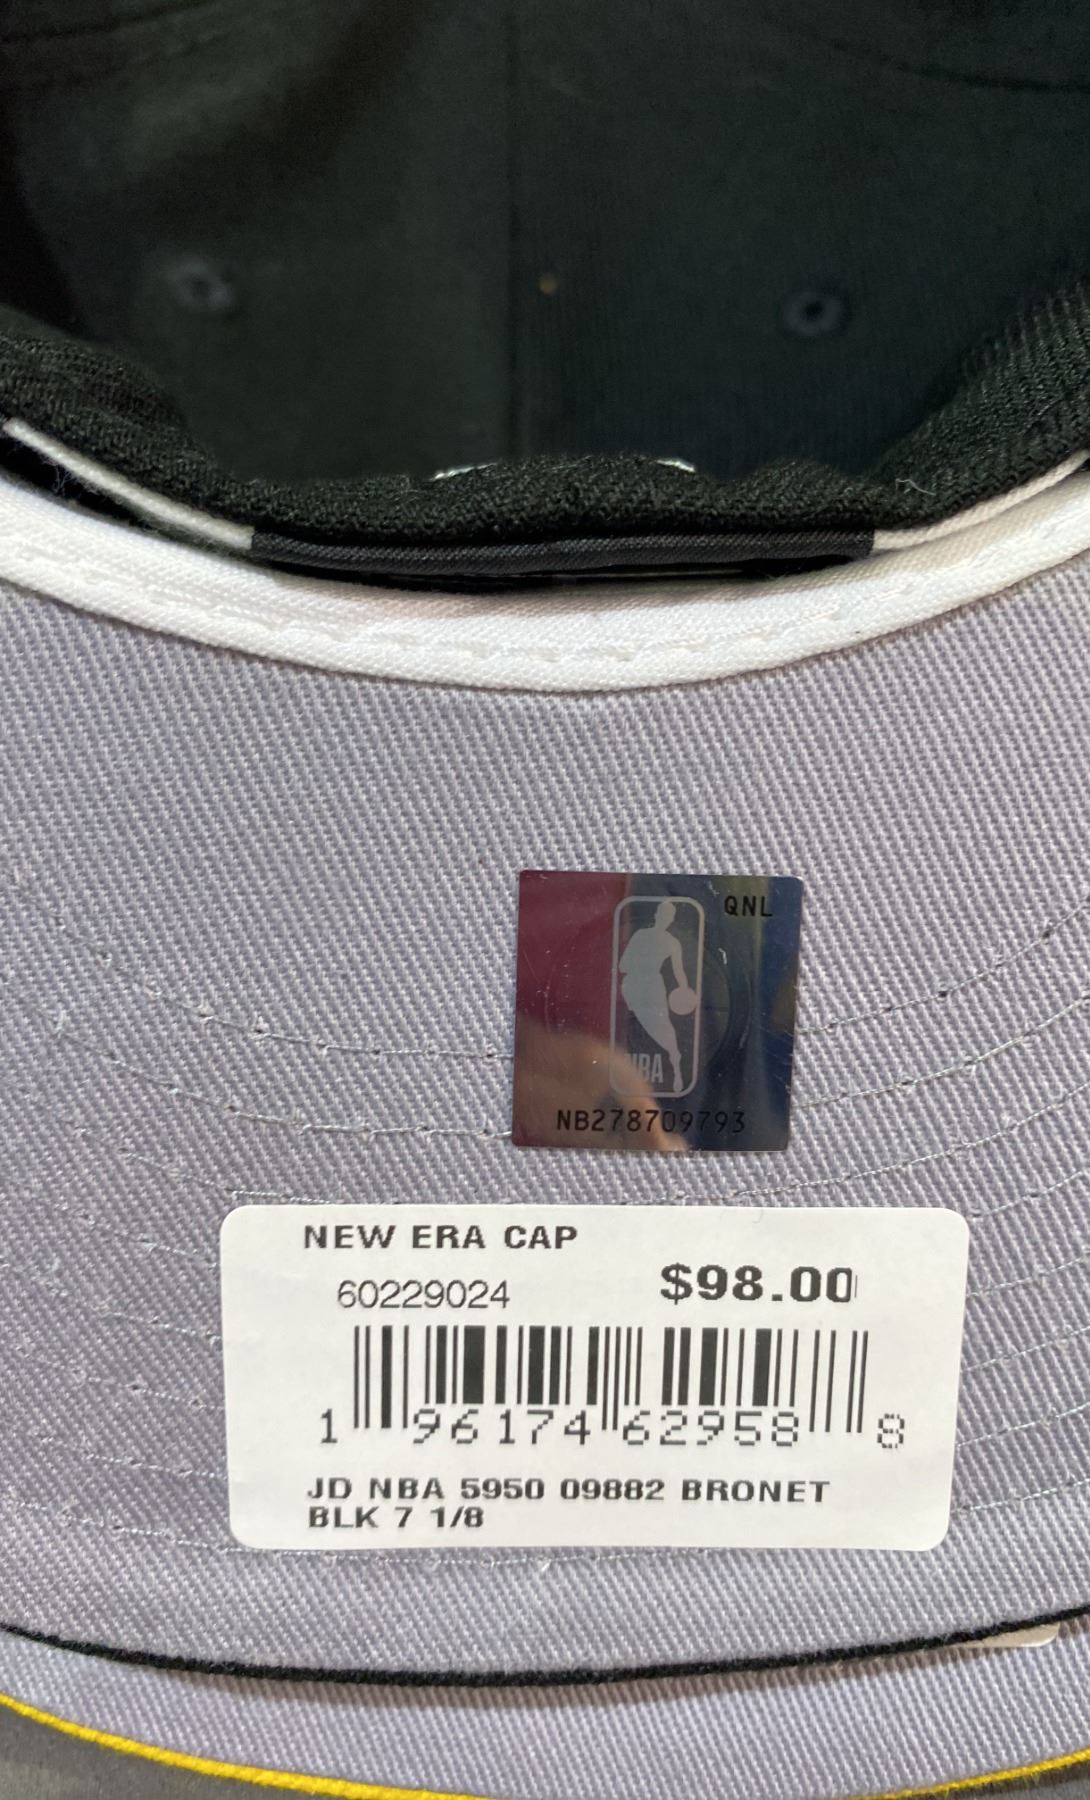 QNL
NBA
NB278709793
NEW ERA CAP
60229024 $98.00
1 96174 62958 8
JD NBA 5950 09882 BRONET
BLK 7 1/8